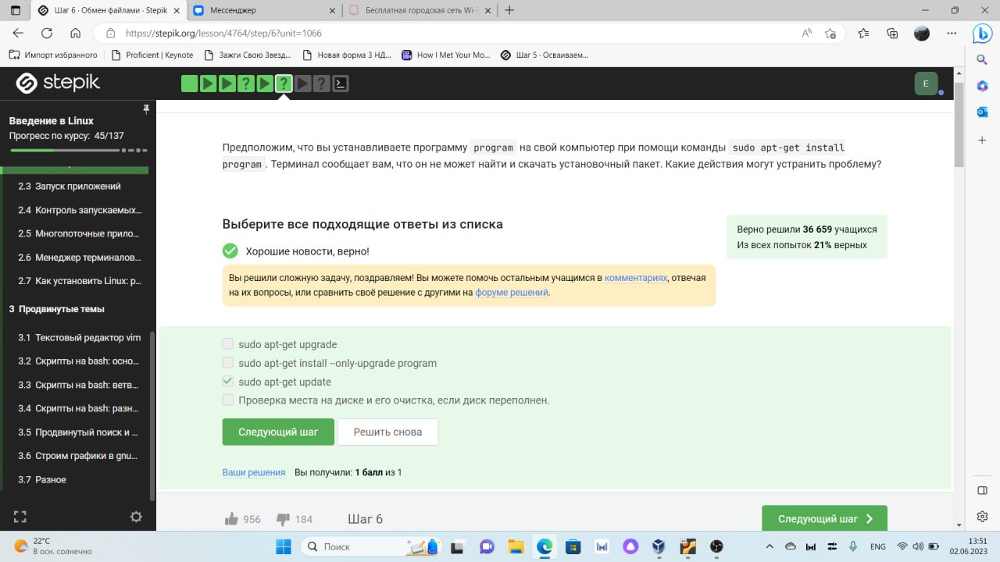 Шаг 6 · Обмен файлами · Stepik
Мессенджер
Бесплатная городская сеть Wi-F
https://stepik.org/lesson/4764/step/6?unit=1066
Импорт избранного
Proficient | Keynote
Зажги Свою Звезд...
Новая форма 3 НД...
How I Met Your Mo...
Шаг 5 · Осваиваем...
stepik
E
Введение в Linux
Прогресс по курсу: 45/137
2.3 Запуск приложений
2.4 Контроль запускаемых...
2.5 Многопоточные прило...
2.6 Менеджер терминалов...
2.7 Как установить Linux: р...
3 Продвинутые темы
3.1 Текстовый редактор vim
3.2 Скрипты на bash: осно...
3.3 Скрипты на bash: ветв...
3.4 Скрипты на bash: разн...
3.5 Продвинутый поиск и ...
3.6 Строим графики в gnu...
3.7 Разное
Предположим, что вы устанавливаете программу program на свой компьютер при помощи команды sudo apt-get install
program. Терминал сообщает вам, что он не может найти и скачать установочный пакет. Какие действия могут устранить проблему?
Выберите все подходящие ответы из списка
Хорошие новости, верно!
Верно решили 36 659 учащихся
Из всех попыток 21% верных
Вы решили сложную задачу, поздравляем! Вы можете помочь остальным учащимся в комментариях, отвечая
на их вопросы, или сравнить своё решение с другими на форуме решений.
sudo apt-get upgrade
sudo apt-get install --only-upgrade program
sudo apt-get update
Проверка места на диске и его очистка, если диск переполнен.
Следующий шаг
Решить снова
Ваши решения Вы получили: 1 балл из 1
956
184
Шаг 6
Следующий шаг
22°C
В осн. солнечно
Поиск
ENG
13:51
02.06.2023